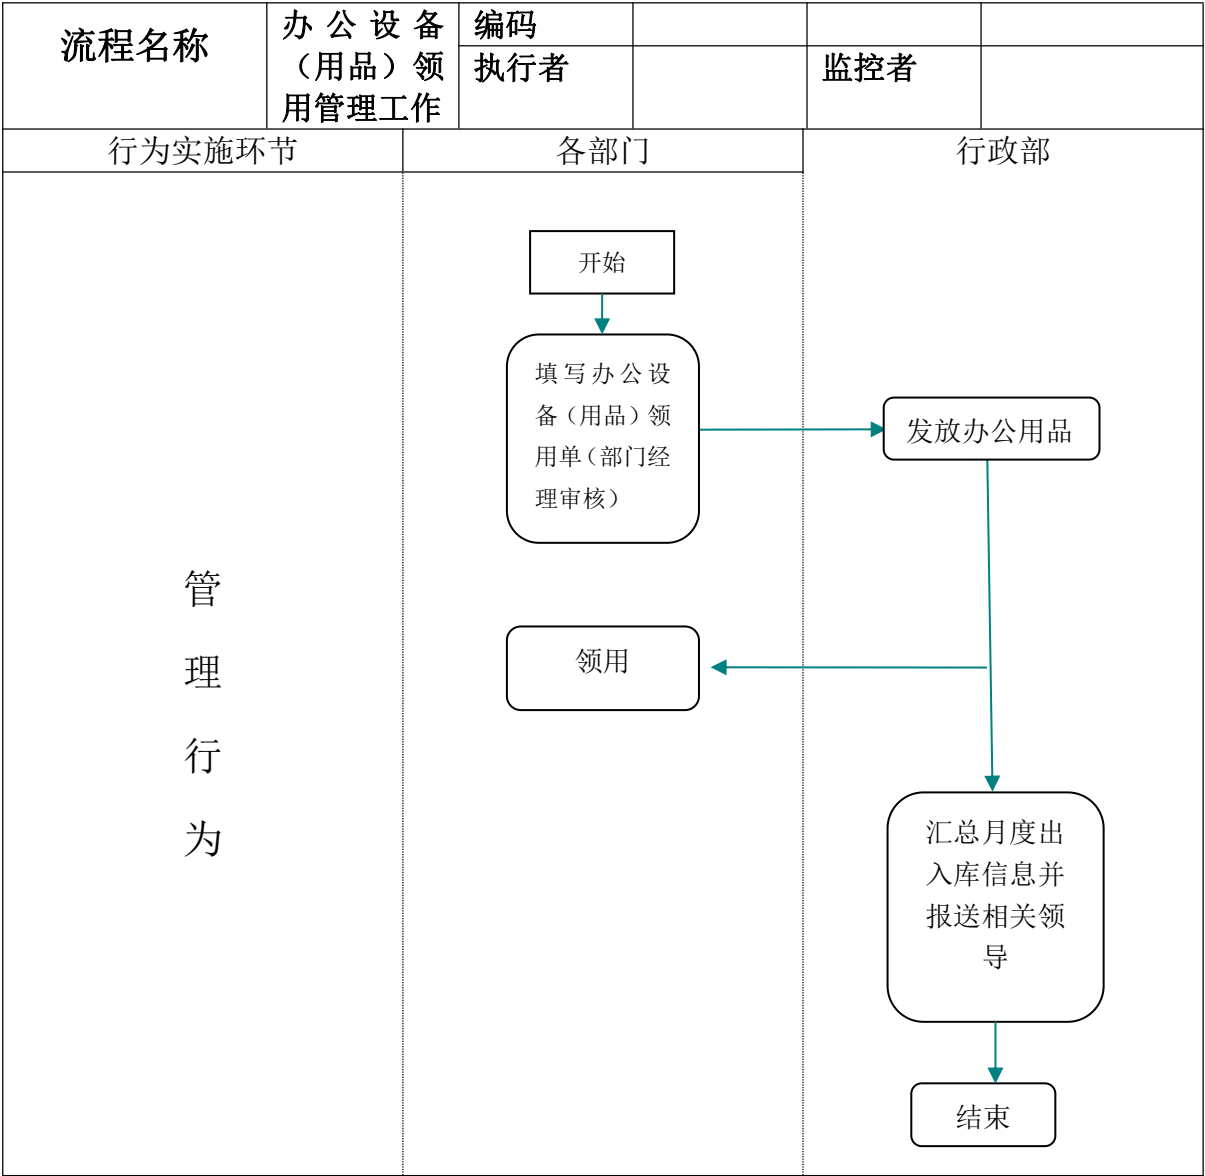 流程名称
办公设备
（用品）领
用管理工作
编码
执行者
监控者
行为实施环节
各部门
行政部
开始
填写办公设
备（用品）领
用单（部门经
理审核）
发放办公用品
管
理
行
为
领用
汇总月度出
入库信息并
报送相关领
导
结束